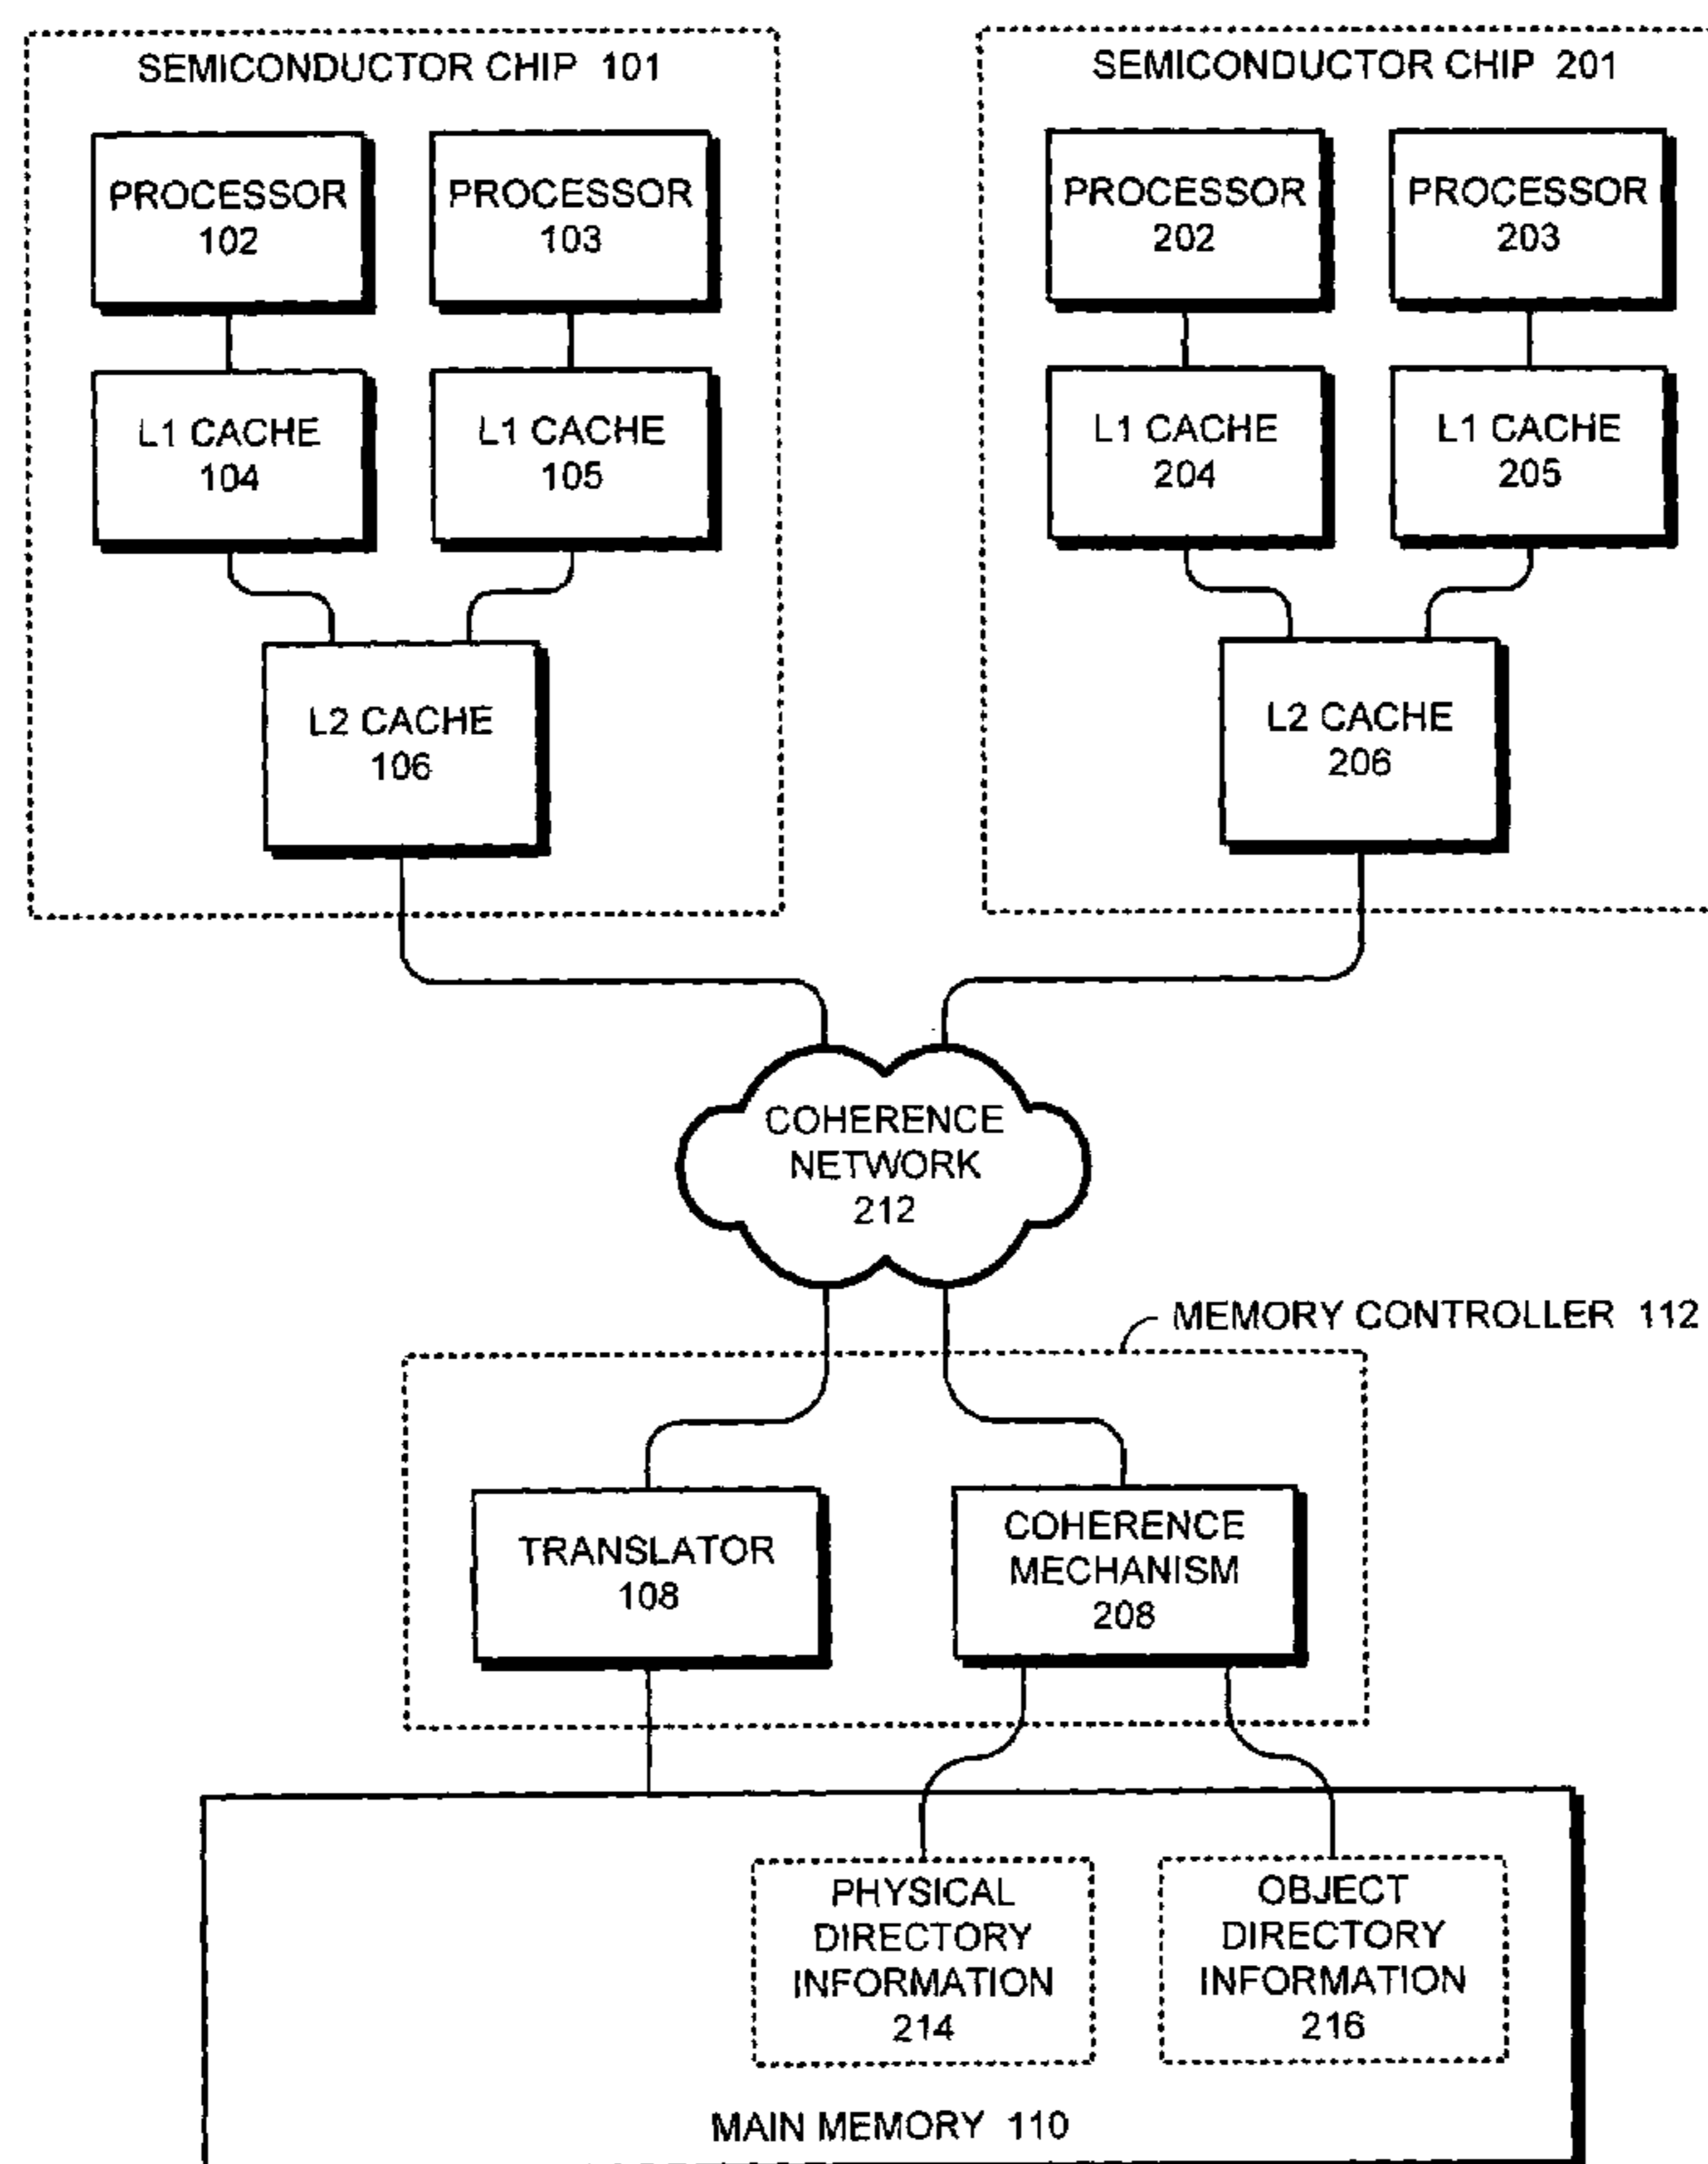 SEMICONDUCTOR CHIP 101
SEMICONDUCTOR CHIP 201
PROCESSOR
102
PROCESSOR
103
PROCESSOR
202
PROCESSOR
203
L1 CACHE
104
L1 CACHE
105
L1 CACHE
204
L1 CACHE
205
L2 CACHE
106
L2 CACHE
206
COHERENCE
NETWORK
212
MEMORY CONTROLLER 112
TRANSLATOR
108
COHERENCE
MECHANISM
208
PHYSICAL
DIRECTORY
INFORMATION
214
OBJECT
DIRECTORY
INFORMATION
216
MAIN MEMORY 110